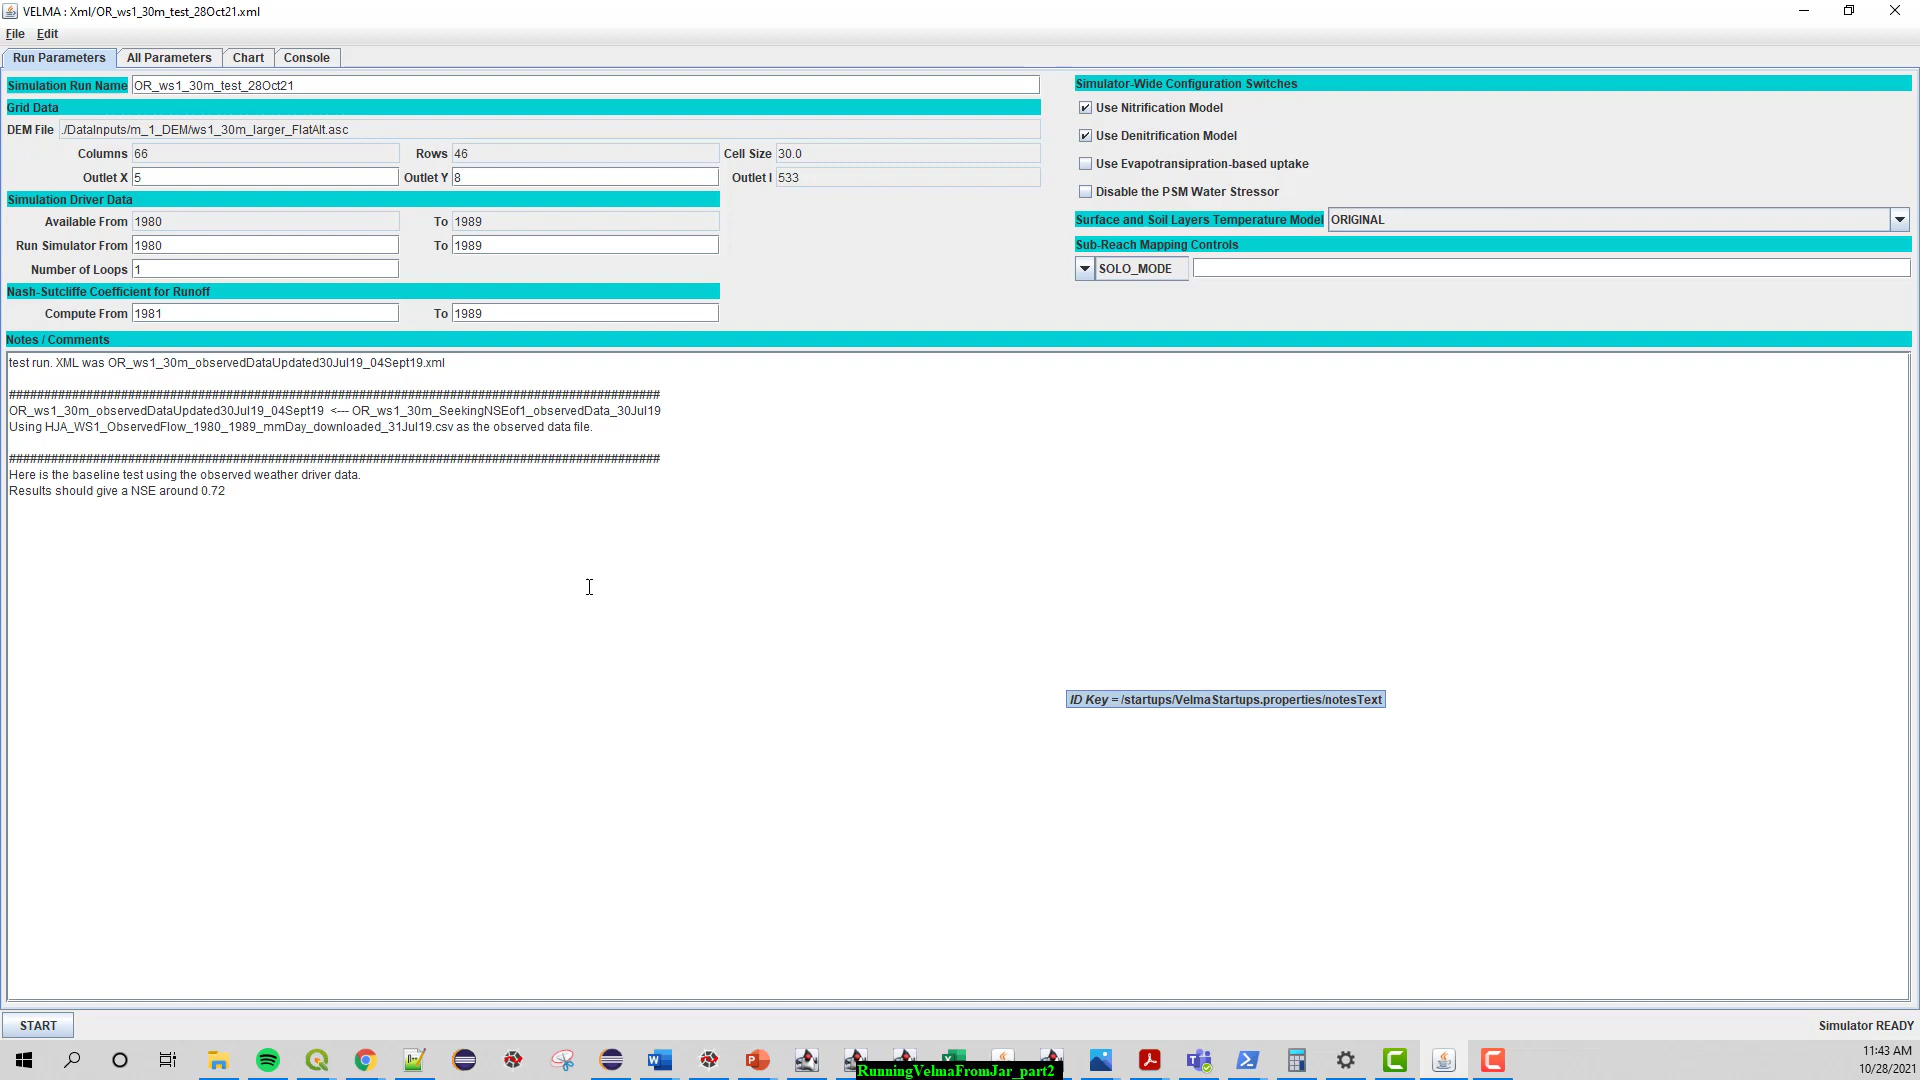 VELMA : Xml/OR_ws1_30m_test_28Oct21.xml
File Edit
Run Parameters All Parameters Chart Console
Simulation Run Name OR_ws1_30m_test_28Oct21
Grid Data
DEM File ./DataInputs/m_1_DEM/ws1_30m_larger_FlatAlt.asc
Columns 66 Rows 46 Cell Size 30.0
Outlet X 5 Outlet Y 8 Outlet I 533
Simulation Driver Data
Available From 1980 To 1989
Run Simulator From 1980 To 1989
Number of Loops 1
Nash-Sutcliffe Coefficient for Runoff
Compute From 1981 To 1989
Simulator-Wide Configuration Switches
Use Nitrification Model
Use Denitrification Model
Use Evapotransipration-based uptake
Disable the PSM Water Stressor
Surface and Soil Layers Temperature Model ORIGINAL
Sub-Reach Mapping Controls
SOLO_MODE
Notes / Comments
test run. XML was OR_ws1_30m_observedDataUpdated30Jul19_04Sept19.xml
#############################################################################################
OR_ws1_30m_observedDataUpdated30Jul19_04Sept19 <--- OR_ws1_30m_SeekingNSEof1_observedData_30Jul19
Using HJA_WS1_ObservedFlow_1980_1989_mmDay_downloaded_31Jul19.csv as the observed data file.
#############################################################################################
Here is the baseline test using the observed weather driver data.
Results should give a NSE around 0.72
ID Key = /startups/VelmaStartups.properties/notesText
START
Simulator READY
RunningVelmaFromJar_part2
11:43 AM
10/28/2021